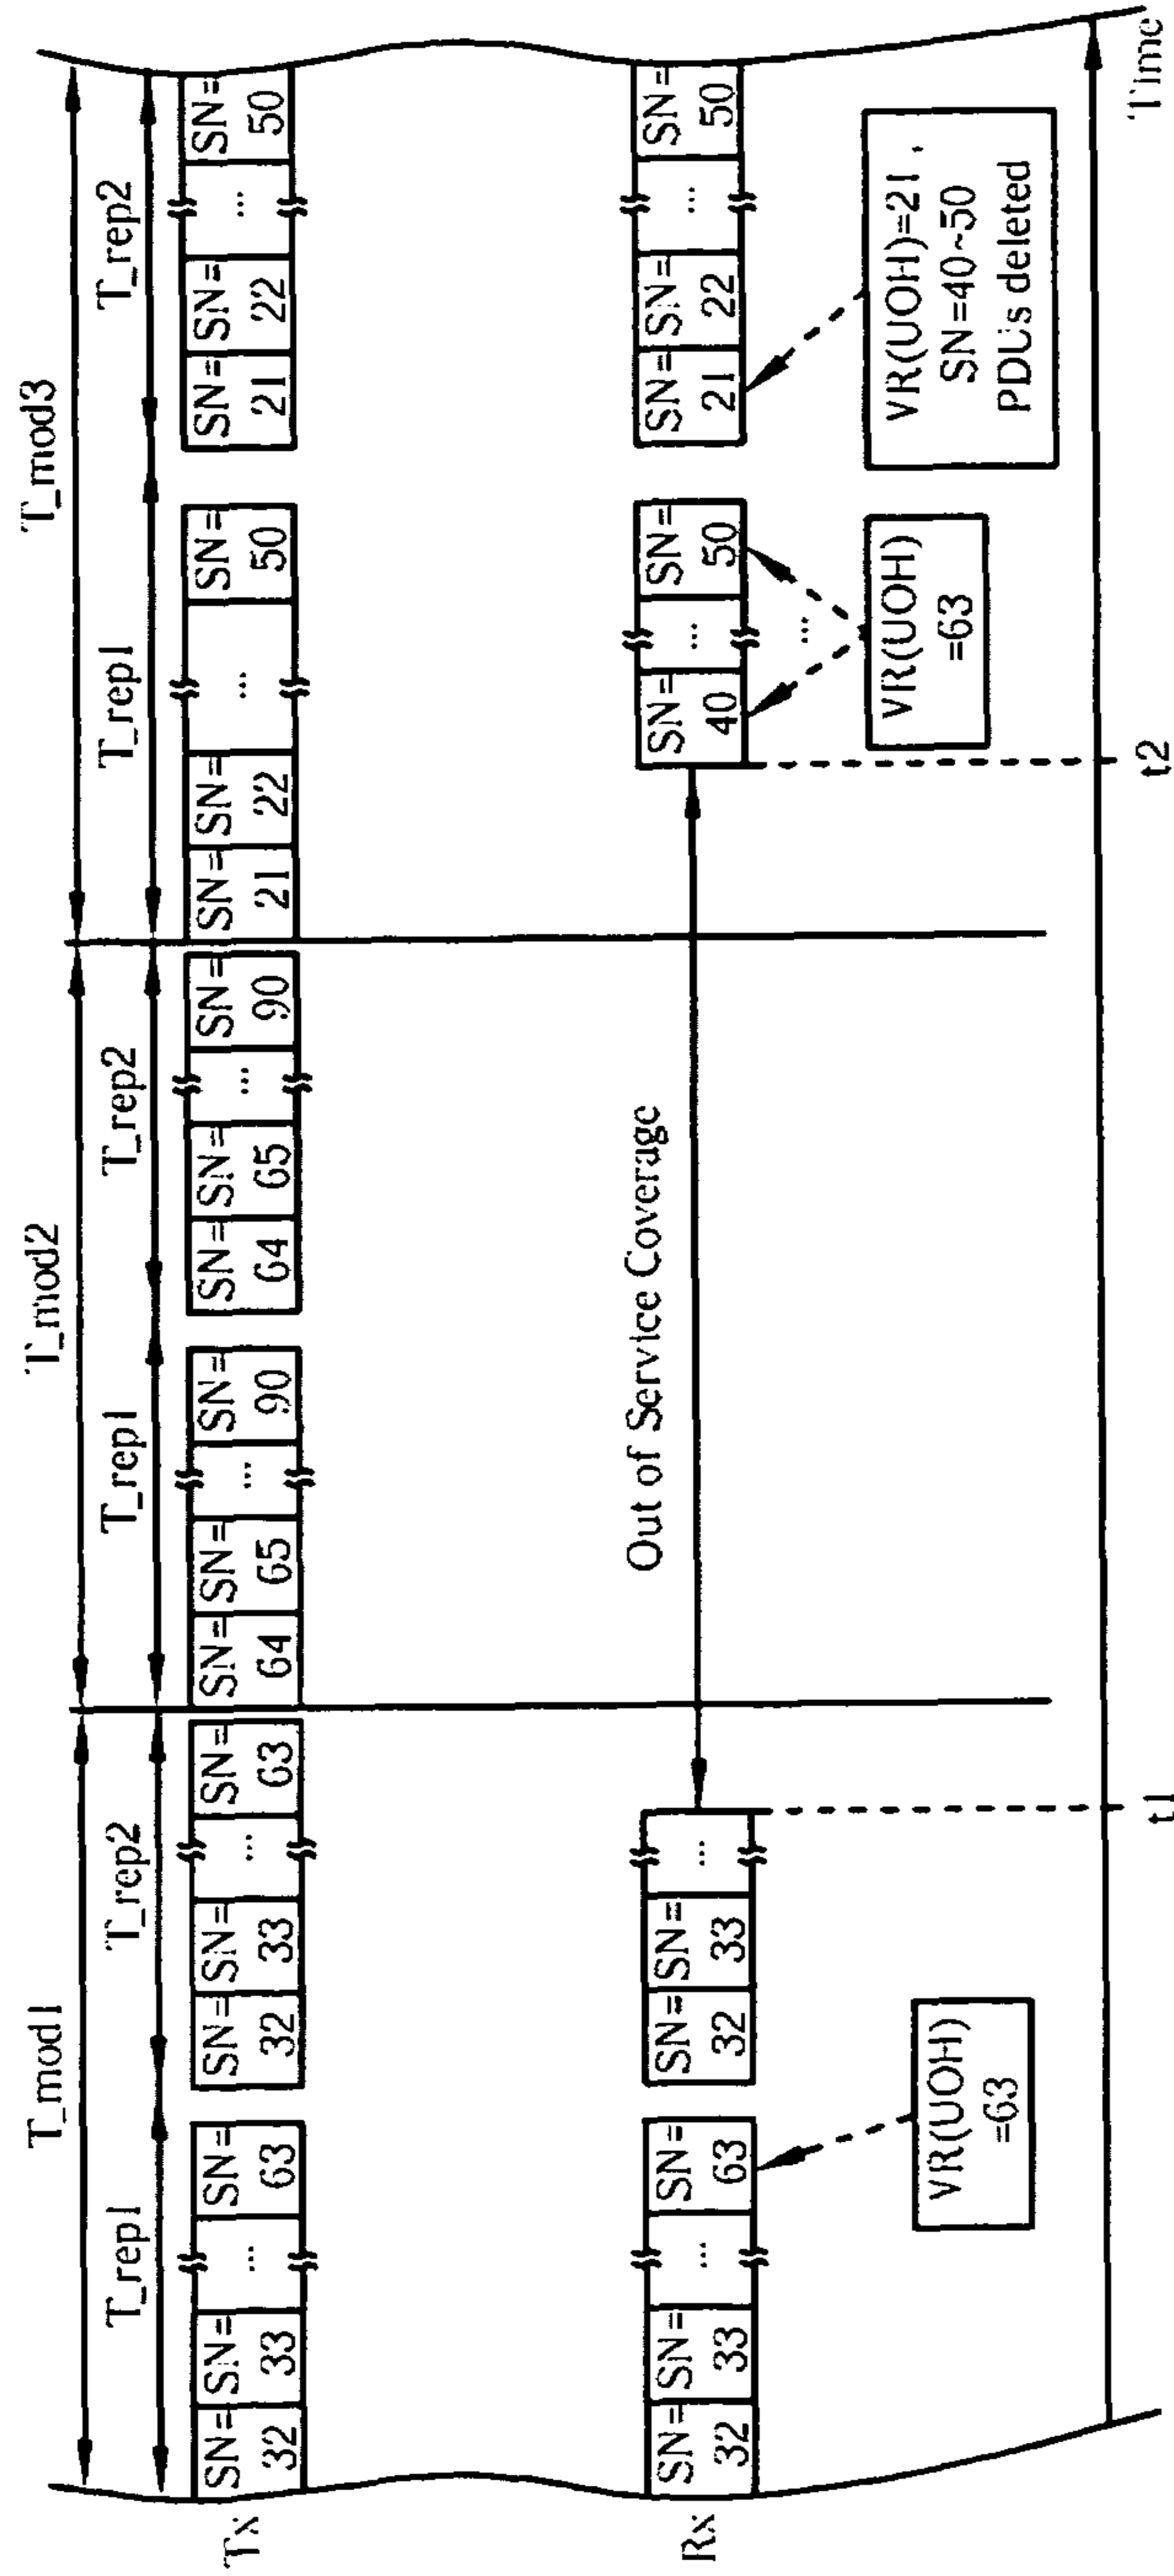 T_mod1
T_mod2
T_mod3
T_rep1
T_rep2
T_rep1
T_rep2
T_rep1
T_rep2
Tx
SN=
32
SN=
33
...
SN=
63
SN=
32
SN=
33
...
SN=
63
SN=
64
SN=
65
...
SN=
90
SN=
64
SN=
65
...
SN=
90
SN=
21
SN=
22
...
SN=
50
SN=
21
SN=
22
...
SN=
50
Rx
SN=
32
SN=
33
...
SN=
63
SN=
32
SN=
33
...
Out of Service Coverage
SN=
40
...
SN=
50
SN=
21
SN=
22
...
SN=
50
...
VR(UOH)
=63
VR(UOH)
=63
VR(UOH)=21 ,
SN=40~50
PDUs deleted
t1
t2
Time